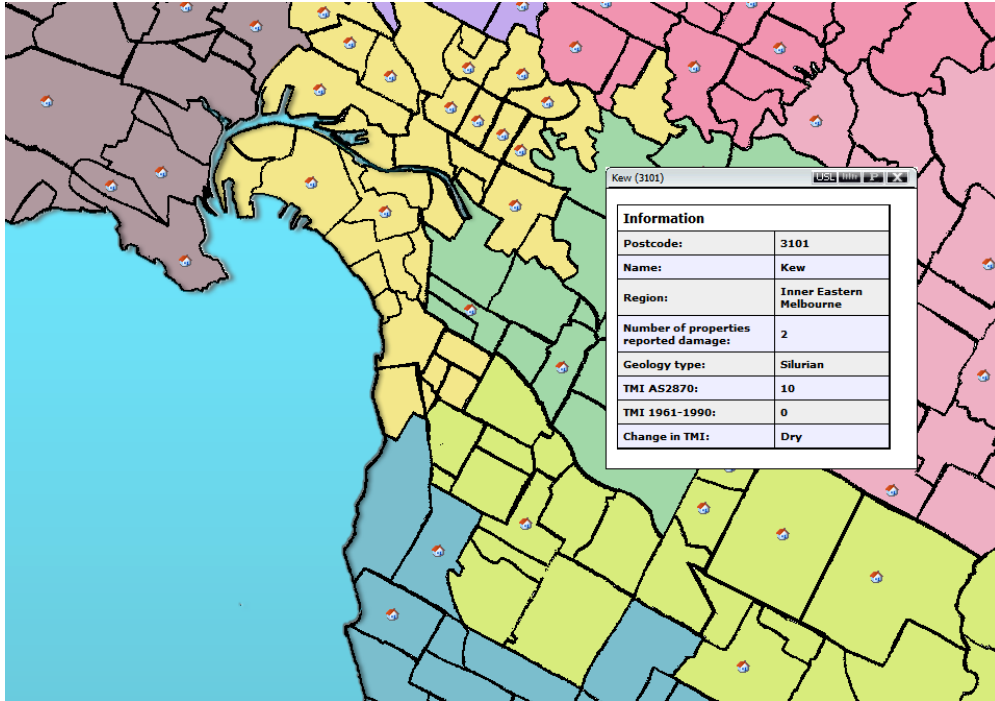 Kew (3101)
USL P X
Information
Postcode: 3101
Name: Kew
Region: Inner Eastern
Melbourne
Number of properties
reported damage: 2
Geology type: Silurian
TMI AS2870: 10
TMI 1961-1990: 0
Change in TMI: Dry